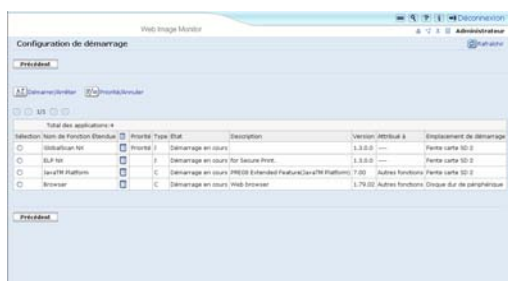 Déconnexion
Web Image Monitor
Administrateur
Configuration de démarrage
Rafraîchir
Précédent
Démarrer/Arrêter Priorité/Annuler
1/1
Total des applications:4
Sélection Nom de Fonction Étendue Priorité Type État Description Version Attribué à Emplacement de démarrage
GlobalScan NX Priorité J Démarrage en cours 1.3.0.0 ---- Fente carte SD:2
ELP NX J Démarrage en cours for Secure Print. 1.3.0.0 ---- Fente carte SD:2
JavaTM Platform C Démarrage en cours Extended Feature(JavaTM Platform) 7.00 Autres fonctions Fente carte SD:2
Browser C Démarrage en cours Web browser 1.79.02 Autres fonctions Disque dur de périphérique
Précédent